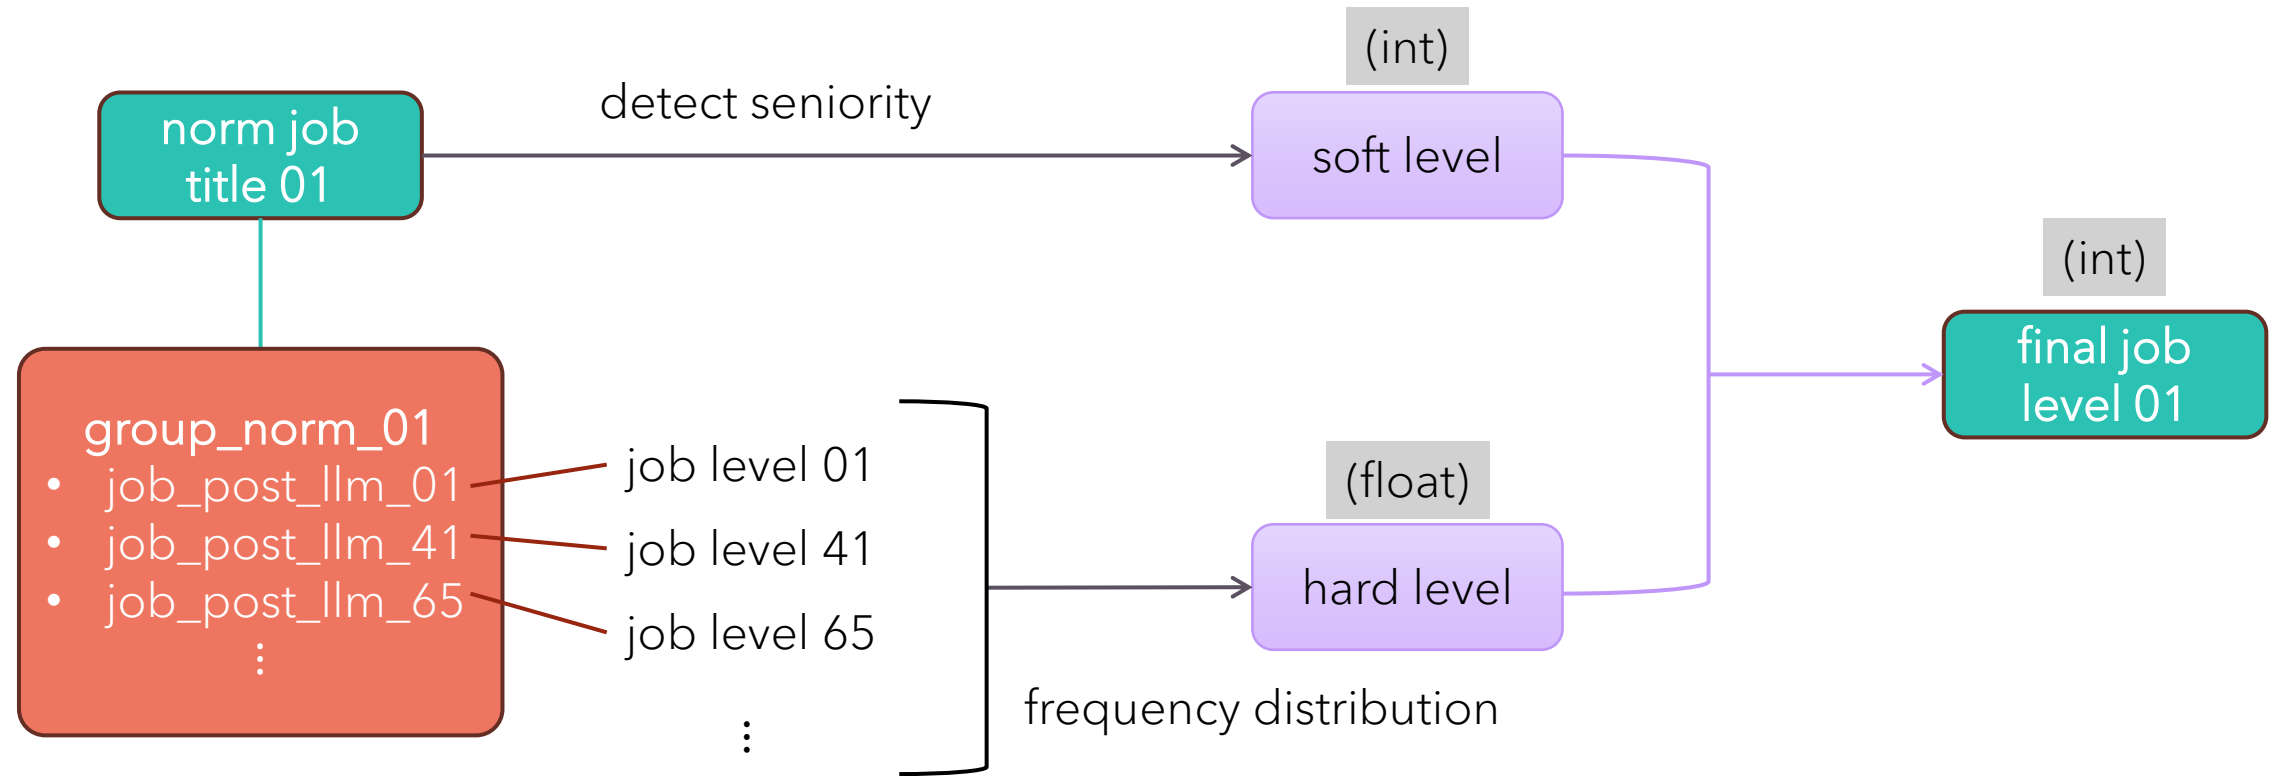 (int)
norm job
title 01
detect seniority
soft level
(int)
final job
level 01
group_norm_01
• job_post_llm_01
• job_post_llm_41
• job_post_llm_65
⋮
job level 01
job level 41
job level 65
⋮
(float)
hard level
frequency distribution